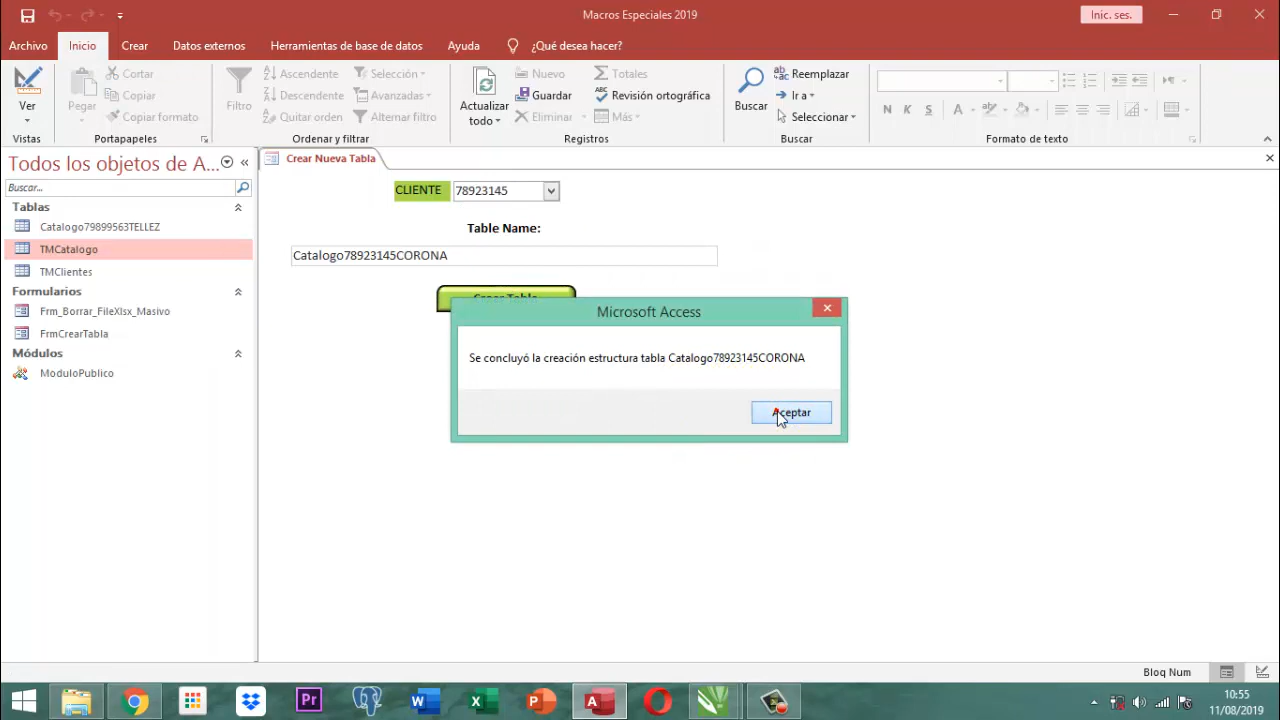 Macros Especiales 2019
Inic. ses.
Archivo Inicio Crear Datos externos Herramientas de base de datos Ayuda ¿Qué desea hacer?
Ver
Vistas
Pegar
Cortar
Copiar
Copiar formato
Portapapeles
Filtro
Ascendente
Descendente
Quitar orden
Selección
Avanzadas
Alternar filtro
Ordenar y filtrar
Actualizar
todo
Nuevo
Guardar
Eliminar
Totales
Revisión ortográfica
Más
Registros
Buscar
Reemplazar
Ir a
Seleccionar
Buscar
N K S
A
Formato de texto
Todos los objetos de A...
Buscar...
Tablas
Catalogo79899563TELLEZ
TMCatalogo
TMClientes
Formularios
Frm_Borrar_FileXlsx_Masivo
FrmCrearTabla
Módulos
ModuloPublico
Crear Nueva Tabla
CLIENTE 78923145
Table Name:
Catalogo78923145CORONA
Crear Tabla
Microsoft Access
Se concluyó la creación estructura tabla Catalogo78923145CORONA
Aceptar
Bloq Num
Pr
10:55
11/08/2019